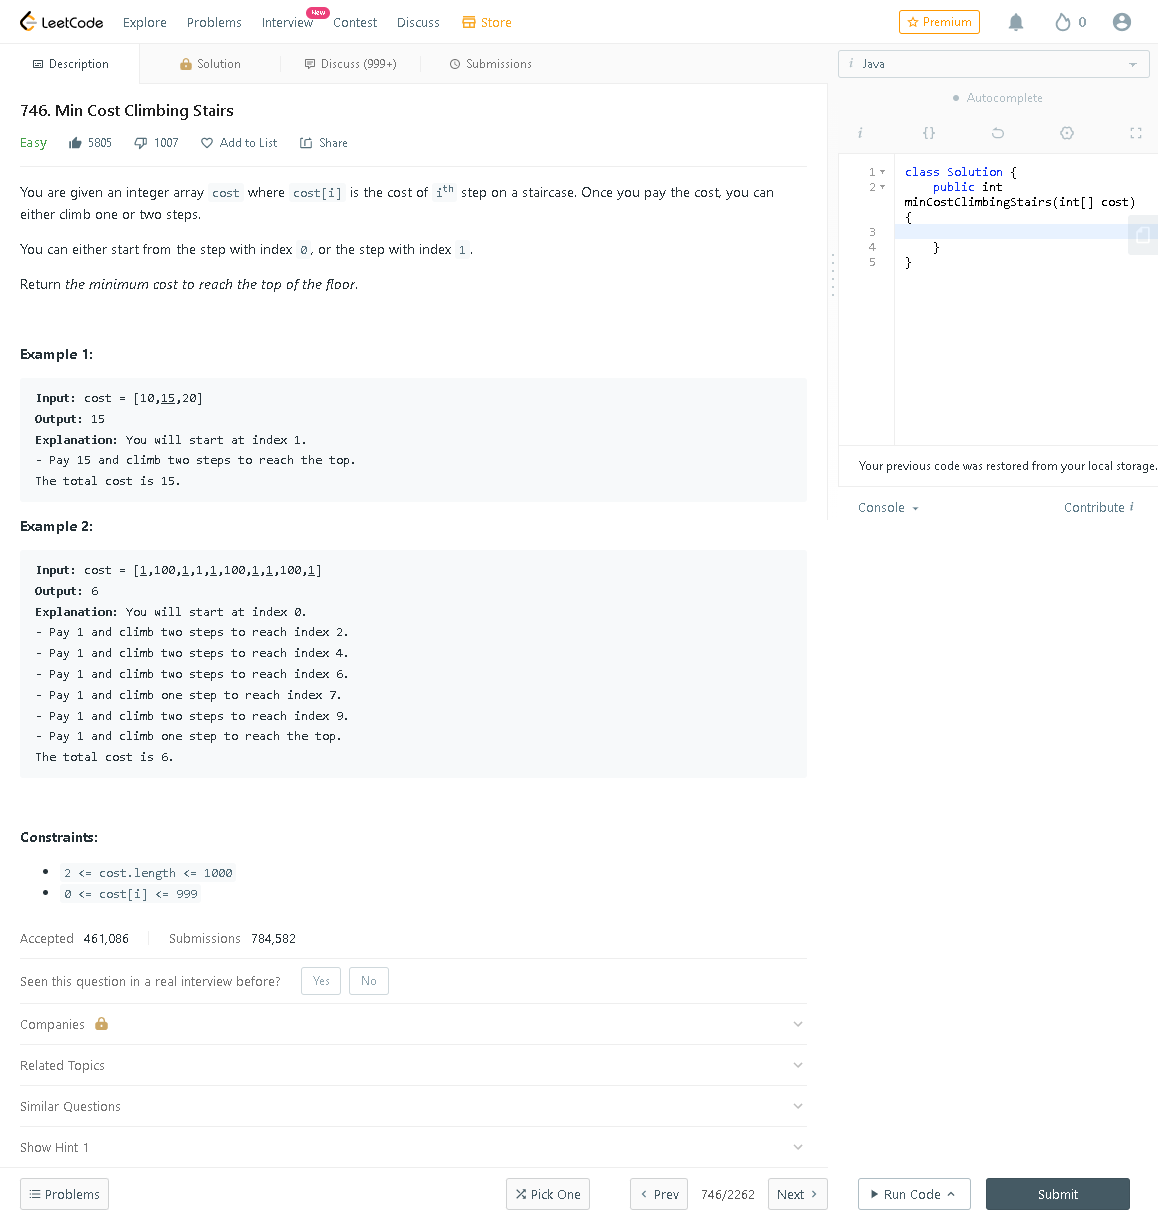 LeetCode Explore Problems Interview New Contest Discuss Store Premium 0
Description Solution Discuss (999+) Submissions
i Java
Autocomplete
i {}
746. Min Cost Climbing Stairs
Easy 5805 1007 Add to List Share
You are given an integer array cost where cost[i] is the cost of ith step on a staircase. Once you pay the cost, you can
either climb one or two steps.
You can either start from the step with index 0, or the step with index 1.
Return the minimum cost to reach the top of the floor.
Example 1:
Input: cost = [10,15,20]
Output: 15
Explanation: You will start at index 1.
- Pay 15 and climb two steps to reach the top.
The total cost is 15.
Example 2:
Input: cost = [1,100,1,1,1,100,1,1,100,1]
Output: 6
Explanation: You will start at index 0.
- Pay 1 and climb two steps to reach index 2.
- Pay 1 and climb two steps to reach index 4.
- Pay 1 and climb two steps to reach index 6.
- Pay 1 and climb one step to reach index 7.
- Pay 1 and climb two steps to reach index 9.
- Pay 1 and climb one step to reach the top.
The total cost is 6.
Constraints:
2 <= cost.length <= 1000
0 <= cost[i] <= 999
Accepted 461,086 Submissions 784,582
Seen this question in a real interview before? Yes No
Companies
Related Topics
Similar Questions
Show Hint 1
Problems Pick One Prev 746/2262 Next
1 class Solution {
2 public int
minCostClimbingStairs(int[] cost)
{
3
4 }
5 }
Your previous code was restored from your local storage.
Console Contribute i
Run Code Submit